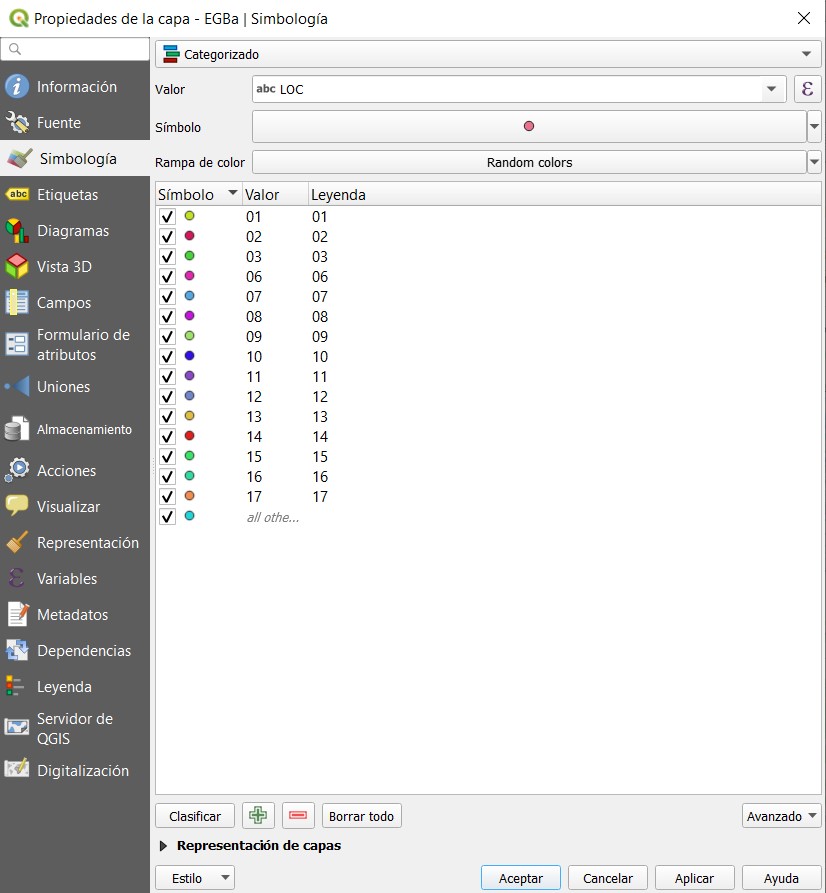 Propiedades de la capa - EGBa | Simbología
Categorizado
Información
Valor
abc LOC
ε
Fuente
Símbolo
Simbología
Rampa de color
Random colors
abc
Etiquetas
Símbolo Valor Leyenda
Diagramas
Vista 3D
Campos
Formulario de
atributos
Uniones
Almacenamiento
Acciones
Visualizar
Representación
ε
Variables
Metadatos
Dependencias
Leyenda
Servidor de
QGIS
Digitalización
01 01
02 02
03 03
06 06
07 07
08 08
09 09
10 10
11 11
12 12
13 13
14 14
15 15
16 16
17 17
all othe...
Clasificar
Borrar todo
Avanzado
Representación de capas
Estilo
Aceptar
Cancelar
Aplicar
Ayuda